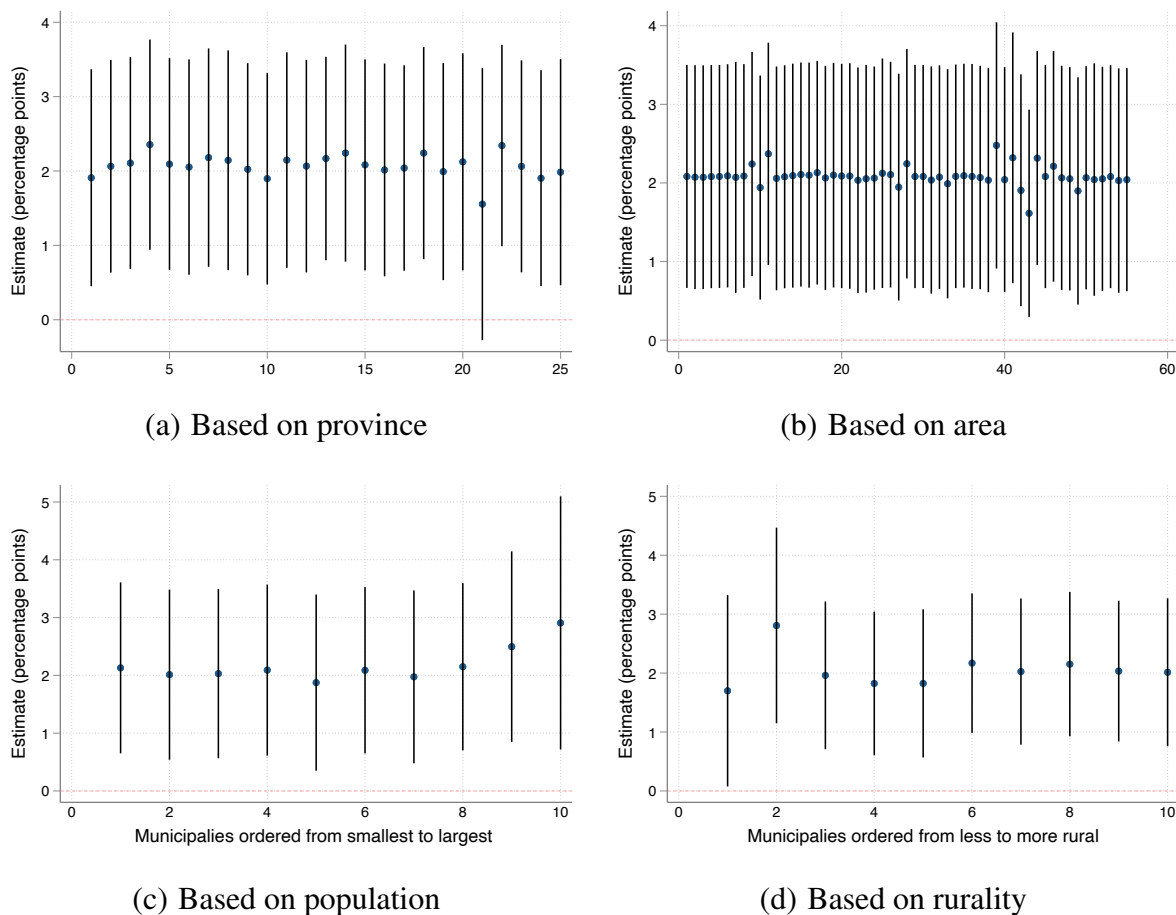 Estimate (percentage points)
4
3
2
1
0
0 5 10 15 20 25
(a) Based on province
Estimate (percentage points)
4
3
2
1
0
0 20 40 60
(b) Based on area
Estimate (percentage points)
5
4
3
2
1
0
0 2 4 6 8 10
Municipalies ordered from smallest to largest
(c) Based on population
Estimate (percentage points)
5
4
3
2
1
0
0 2 4 6 8 10
Municipalies ordered from less to more rural
(d) Based on rurality